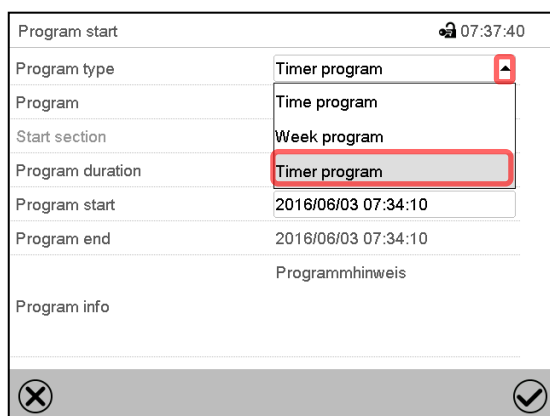 Program start 07:37:40
Program type Timer program
Program Time program
Start section Week program
Program duration Timer program
Program start 2016/06/03 07:34:10
Program end 2016/06/03 07:34:10
Programmhinweis
Program info